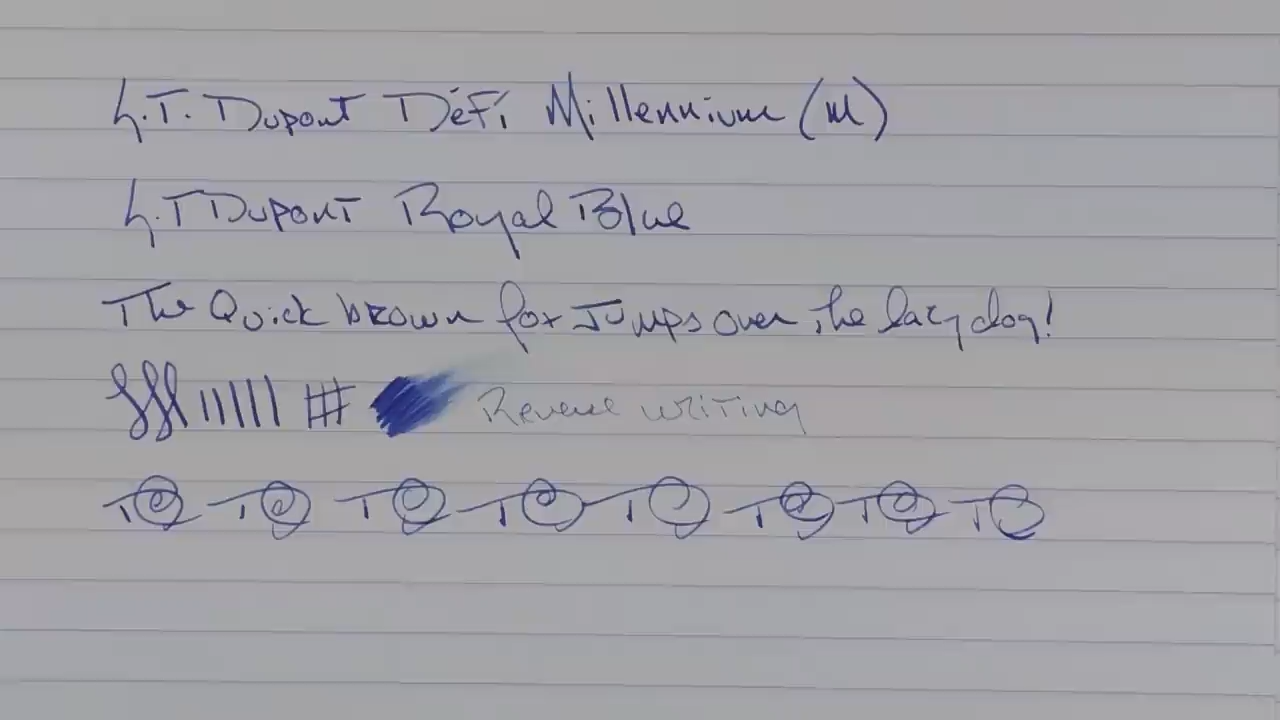 S.T. Dupont Défi Millennium (M)
S.T Dupont Royal Blue
The Quick brown fox Jumps over the lazy dog!
Reverse writing